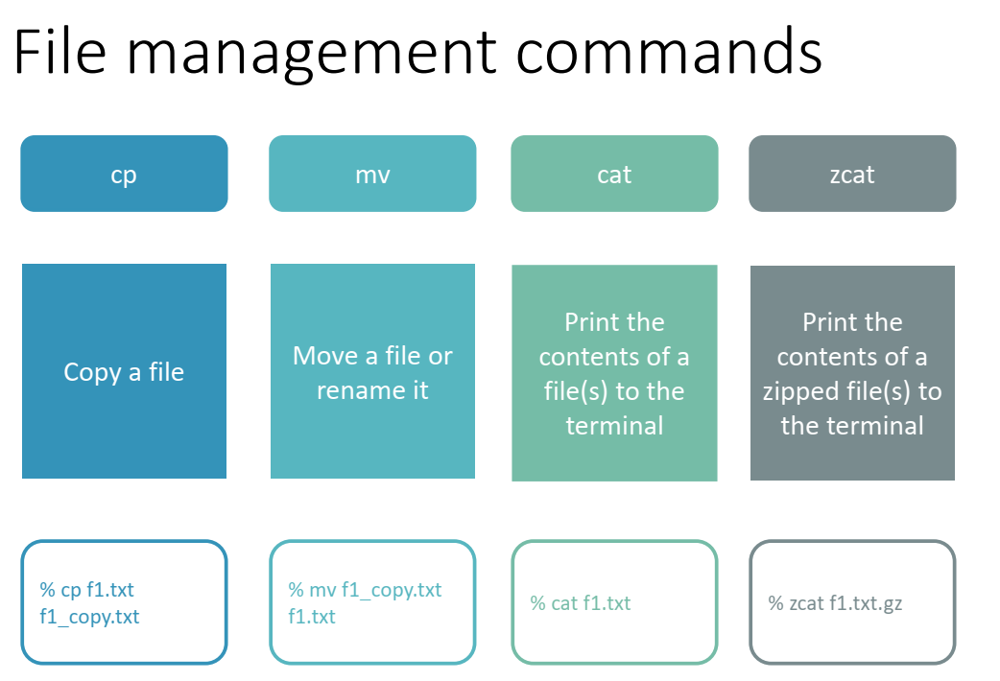 File management commands
cp
mv
cat
zcat
Copy a file
Move a file or
rename it
Print the
contents of a
file(s) to the
terminal
Print the
contents of a
zipped file(s) to
the terminal
% cp f1.txt
f1_copy.txt
% mv f1_copy.txt
f1.txt
% cat f1.txt
% zcat f1.txt.gz